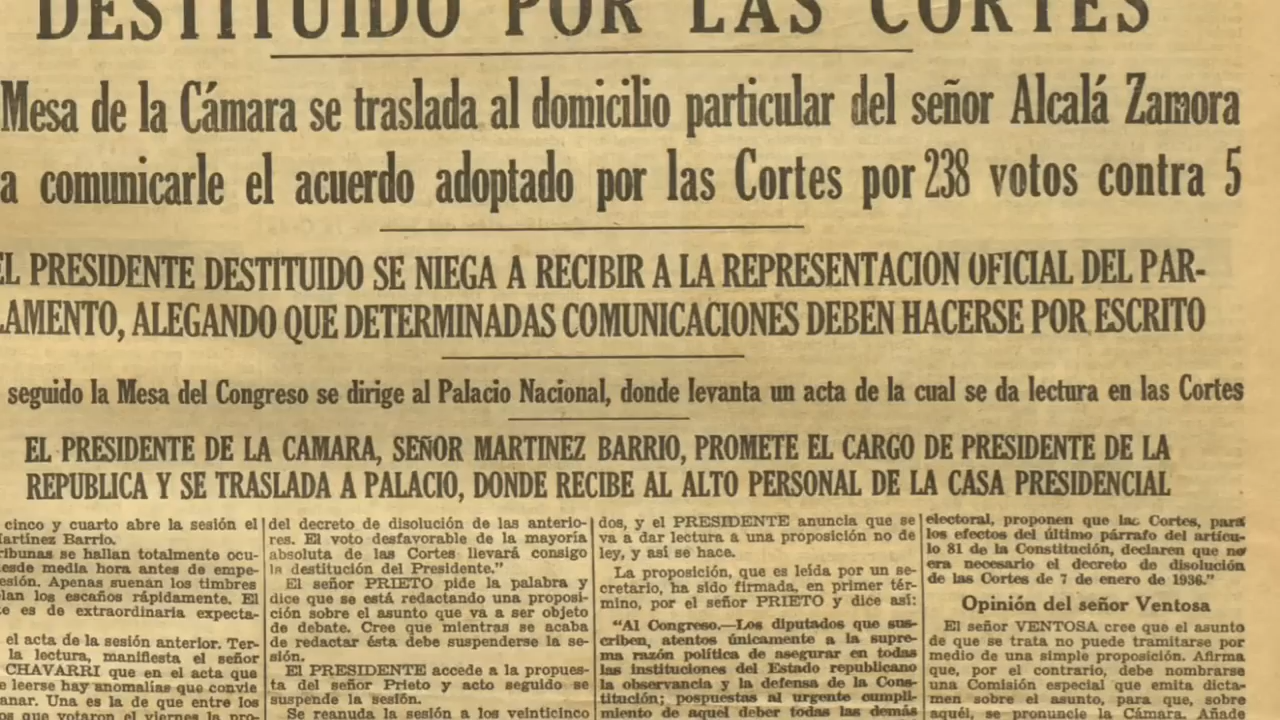 DESTITUIDO POR LAS CORTES
Mesa de la Cámara se traslada al domicilio particular del señor Alcalá Zamora
a comunicarle el acuerdo adoptado por las Cortes por 238 votos contra 5
EL PRESIDENTE DESTITUIDO SE NIEGA A RECIBIR A LA REPRESENTACION OFICIAL DEL PAR-
LAMENTO, ALEGANDO QUE DETERMINADAS COMUNICACIONES DEBEN HACERSE POR ESCRITO
seguido la Mesa del Congreso se dirige al Palacio Nacional, donde levanta un acta de la cual se da lectura en las Cortes
EL PRESIDENTE DE LA CAMARA, SEÑOR MARTINEZ BARRIO, PROMETE EL CARGO DE PRESIDENTE DE LA
REPUBLICA Y SE TRASLADA A PALACIO, DONDE RECIBE AL ALTO PERSONAL DE LA CASA PRESIDENCIAL
cinco y cuarto abre la sesión el
Martínez Barrio.
ribunas se hallan totalmente ocu-
desde media hora antes de empe-
esión. Apenas suenan los timbres
lan los escaños rápidamente. El
e es de extraordinaria expecta-
el acta de la sesión anterior. Ter-
la lectura, manifiesta el señor
CHAVARRI que en el acta que
e leerse hay anomalías que convie
anar. Una es la de que entre los
que votaron el viernes la pro-
del decreto de disolución de las anterio-
res. El voto desfavorable de la mayoría
absoluta de las Cortes llevará consigo
la destitución del Presidente."
El señor PRIETO pide la palabra y
dice que se está redactando una proposi-
ción sobre el asunto que va a ser objeto
de debate. Cree que mientras se acaba
de redactar ésta debe suspenderse la se-
sión.
El PRESIDENTE accede a la propues-
ta del señor Prieto y acto seguido se
suspende la sesión.
Se reanuda la sesión a los veinticinco
dos, y el PRESIDENTE anuncia que se
va a dar lectura a una proposición no de
ley, y así se hace.
La proposición, que es leída por un se-
cretario, ha sido firmada, en primer tér-
mino, por el señor PRIETO y dice así:
"Al Congreso.—Los diputados que sus-
criben, atentos únicamente a la supre-
ma razón política de asegurar en todas
las instituciones del Estado republicano
la observancia y la defensa de la Cons-
titución; pospuestas al urgente cumpli-
miento de aquel deber todas las demás
electoral, proponen que las Cortes, para
los efectos del último párrafo del artícu-
lo 81 de la Constitución, declaren que no
era necesario el decreto de disolución
de las Cortes de 7 de enero de 1936."
Opinión del señor Ventosa
El señor VENTOSA cree que el asunto
de que se trata no puede tramitarse por
medio de una simple proposición. Afirma
que, por el contrario, debe nombrarse
una Comisión especial que emita dicta-
men sobre el asunto, para que, sobre
aquél, se pronuncie la Cámara. Añade